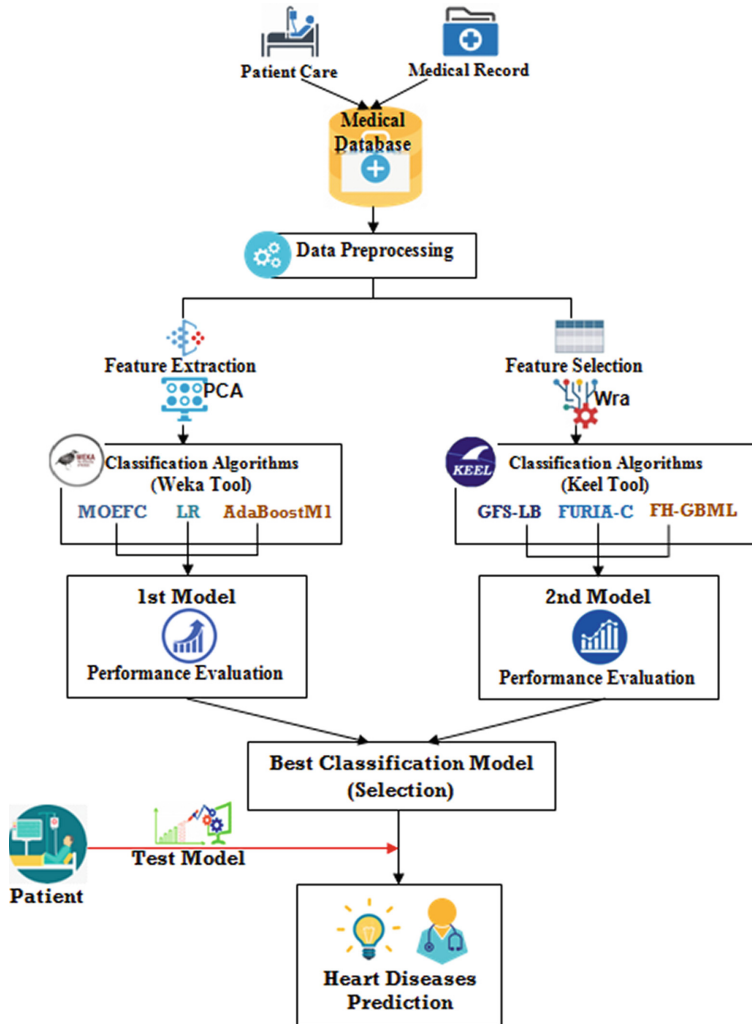 Patient Care
Medical Record
Medical
Database
Data Preprocessing
Feature Extraction
PCA
Feature Selection
Wra
WEKA
Classification Algorithms
(Weka Tool)
MOEFC LR AdaBoostM1
KEEL
Classification Algorithms
(Keel Tool)
GFS-LB FURIA-C FH-GBML
1st Model
Performance Evaluation
2nd Model
Performance Evaluation
Best Classification Model
(Selection)
Test Model
Patient
Heart Diseases
Prediction